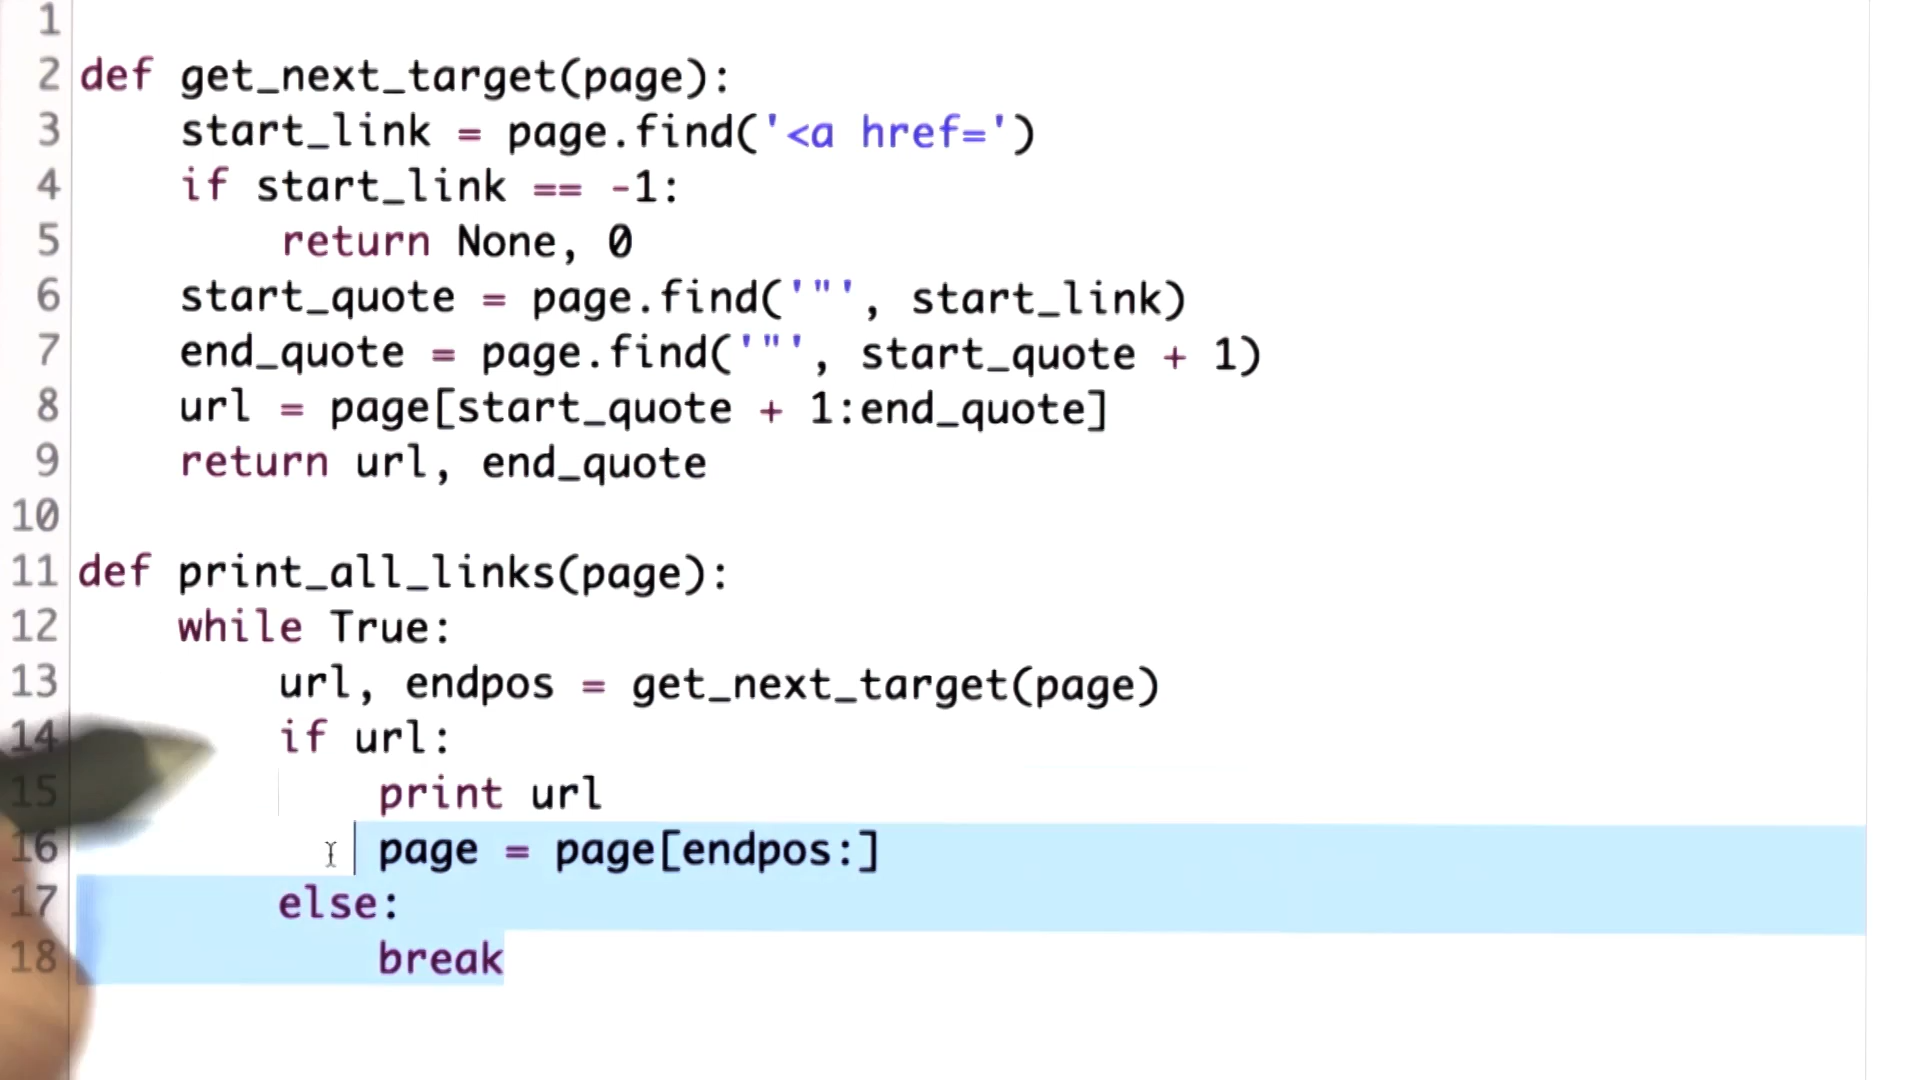 1
2 def get_next_target(page):
3     start_link = page.find('<a href=')
4     if start_link == -1:
5         return None, 0
6     start_quote = page.find('"', start_link)
7     end_quote = page.find('"', start_quote + 1)
8     url = page[start_quote + 1:end_quote]
9     return url, end_quote
10
11 def print_all_links(page):
12     while True:
13         url, endpos = get_next_target(page)
14         if url:
15             print url
16             page = page[endpos:]
17         else:
18             break